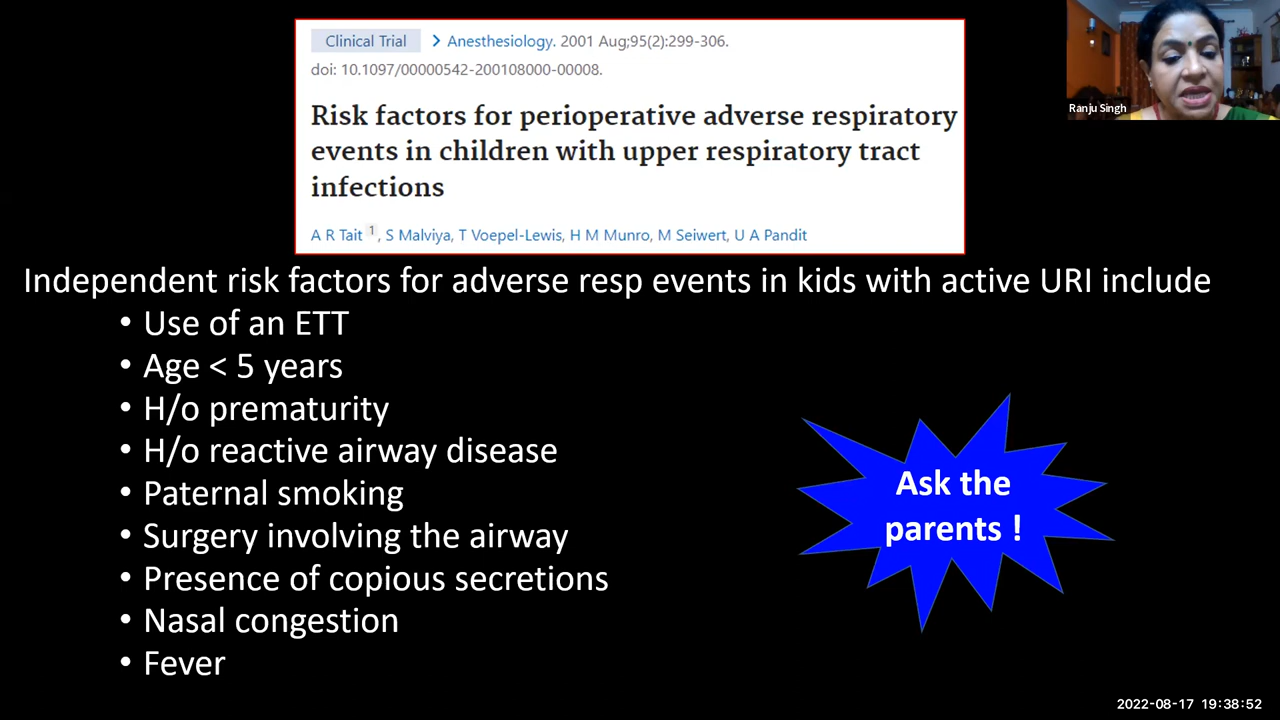 Clinical Trial > Anesthesiology. 2001 Aug;95(2):299-306.
doi: 10.1097/00000542-200108000-00008.
Risk factors for perioperative adverse respiratory
events in children with upper respiratory tract
infections
A R Tait 1, S Malviya, T Voepel-Lewis, H M Munro, M Seiwert, U A Pandit
Ranju Singh
Independent risk factors for adverse resp events in kids with active URI include
• Use of an ETT
• Age < 5 years
• H/o prematurity
• H/o reactive airway disease
• Paternal smoking
• Surgery involving the airway
• Presence of copious secretions
• Nasal congestion
• Fever
Ask the
parents !
2022-08-17 19:38:52